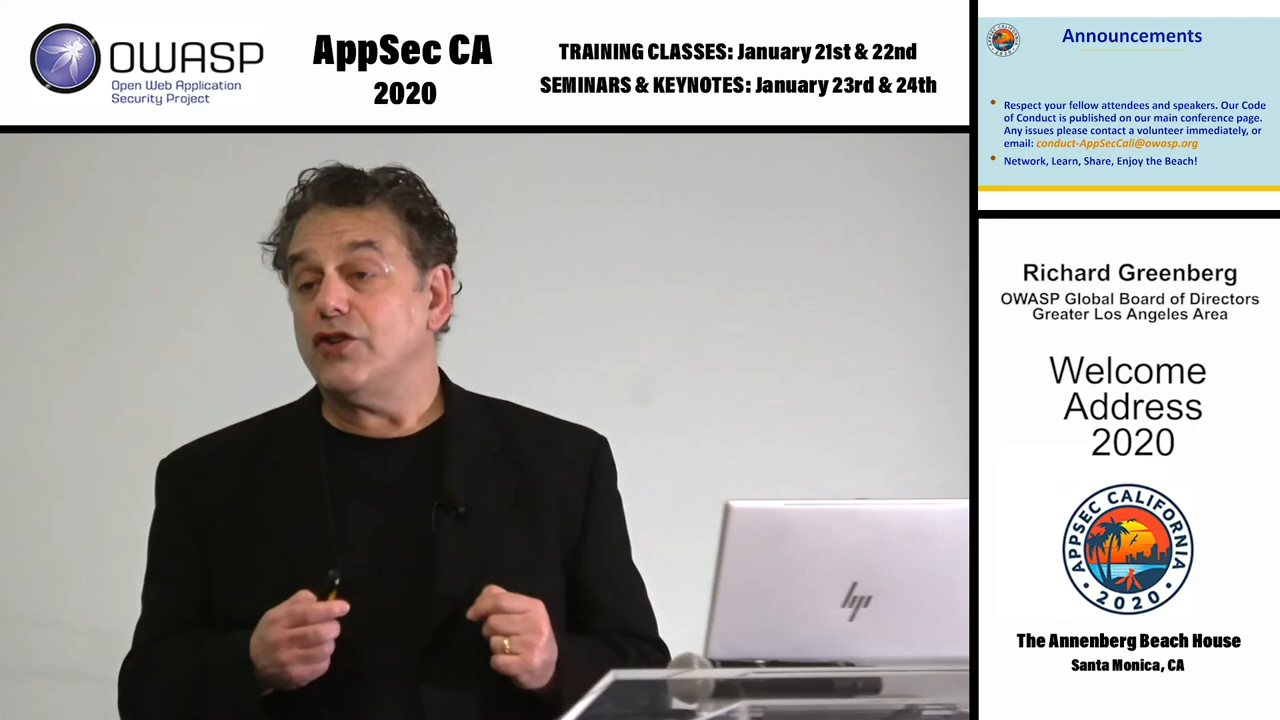 OWASP
Open Web Application
Security Project
AppSec CA
2020
TRAINING CLASSES: January 21st & 22nd
SEMINARS & KEYNOTES: January 23rd & 24th
Announcements
• Respect your fellow attendees and speakers. Our Code
of Conduct is published on our main conference page.
Any issues please contact a volunteer immediately, or
email: conduct-AppSecCali@owasp.org
• Network, Learn, Share, Enjoy the Beach!
Richard Greenberg
OWASP Global Board of Directors
Greater Los Angeles Area
Welcome
Address
2020
APPSEC CALIFORNIA
• 2020 •
The Annenberg Beach House
Santa Monica, CA
hp